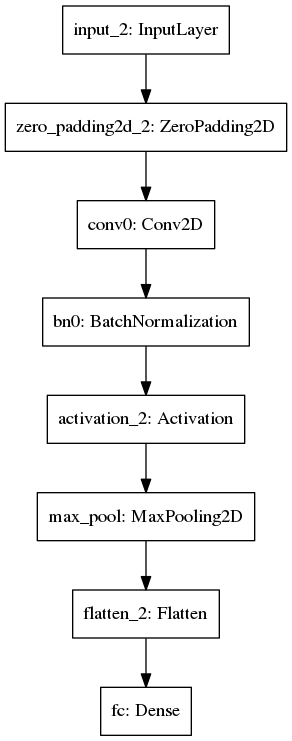 input_2: InputLayer
zero_padding2d_2: ZeroPadding2D
conv0: Conv2D
bn0: BatchNormalization
activation_2: Activation
max_pool: MaxPooling2D
flatten_2: Flatten
fc: Dense